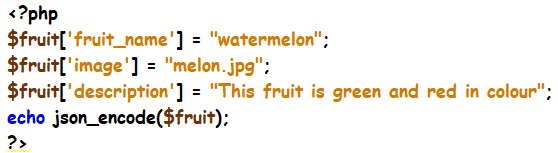 <?php
$fruit['fruit_name'] = "watermelon";
$fruit['image'] = "melon.jpg";
$fruit['description'] = "This fruit is green and red in colour";
echo json_encode($fruit);
?>